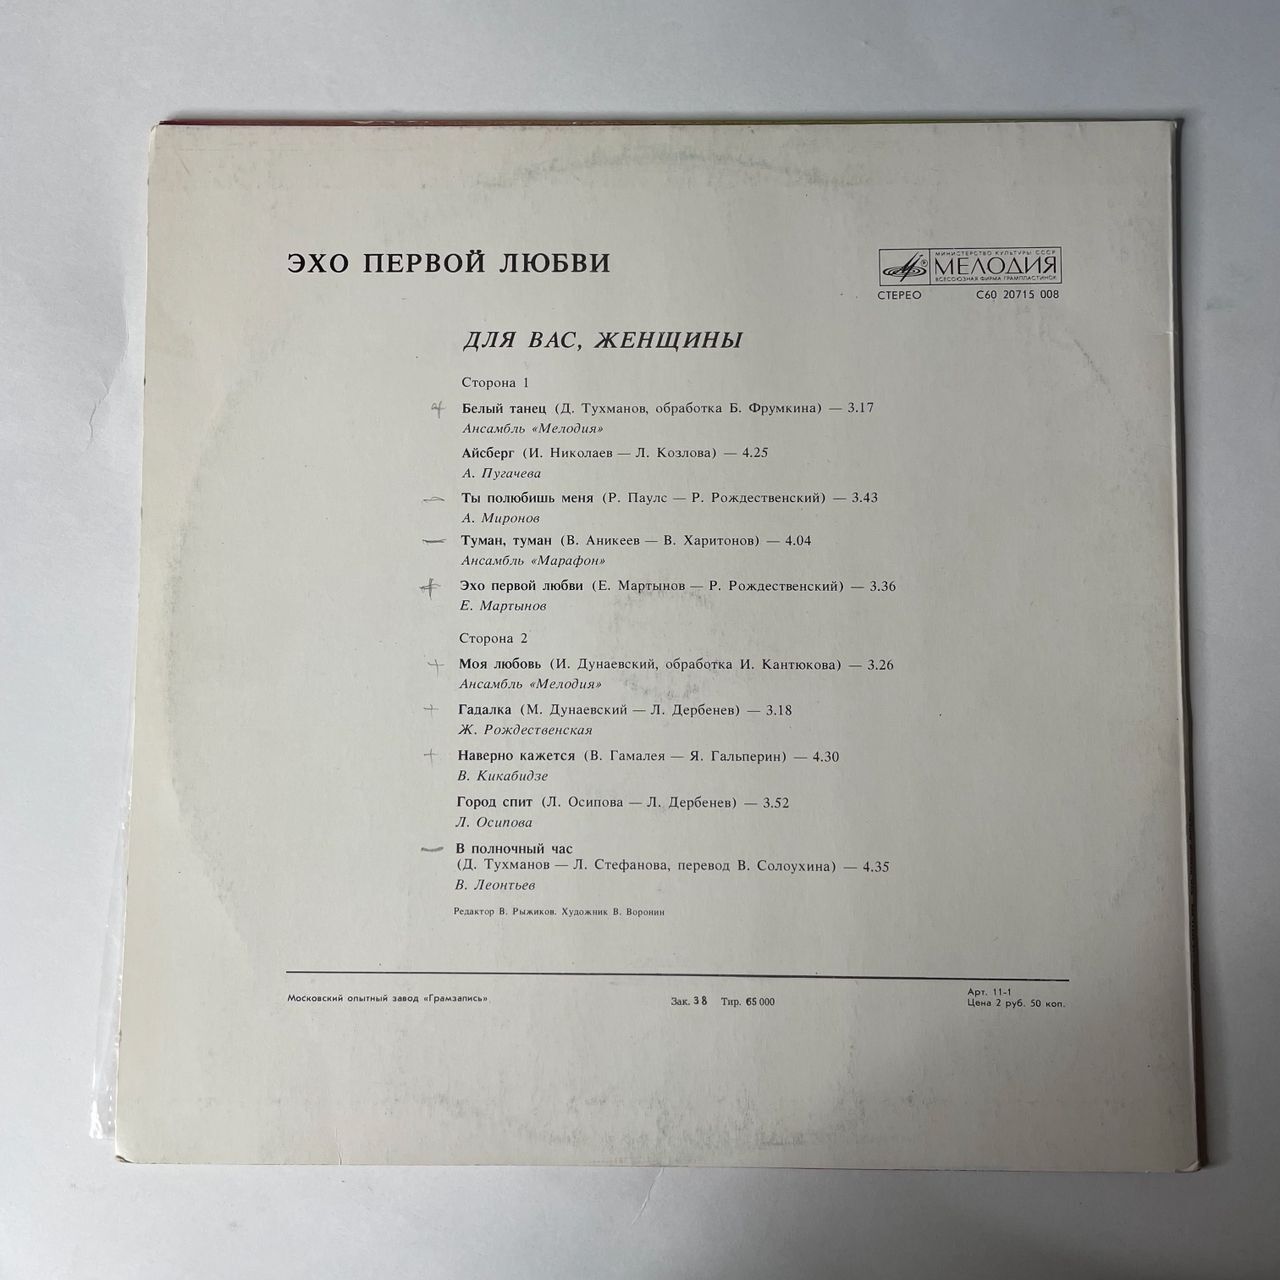 ЭХО ПЕРВОЙ ЛЮБВИ
МИНИСТЕРСТВО КУЛЬТУРЫ СССР
МЕЛОДИЯ
ВСЕСОЮЗНАЯ ФИРМА ГРАМПЛАСТИНОК
СТЕРЕО С60 20715 008
ДЛЯ ВАС, ЖЕНЩИНЫ
Сторона 1
Белый танец (Д. Тухманов, обработка Б. Фрумкина) — 3.17
Ансамбль «Мелодия»
Айсберг (И. Николаев — Л. Козлова) — 4.25
А. Пугачева
Ты полюбишь меня (Р. Паулс — Р. Рождественский) — 3.43
А. Миронов
Туман, туман (В. Аникеев — В. Харитонов) — 4.04
Ансамбль «Марафон»
Эхо первой любви (Е. Мартынов — Р. Рождественский) — 3.36
Е. Мартынов
Сторона 2
Моя любовь (И. Дунаевский, обработка И. Кантюкова) — 3.26
Ансамбль «Мелодия»
Гадалка (М. Дунаевский — Л. Дербенев) — 3.18
Ж. Рождественская
Наверно кажется (В. Гамалея — Я. Гальперин) — 4.30
В. Кикабидзе
Город спит (Л. Осипова — Л. Дербенев) — 3.52
Л. Осипова
В полночный час
(Д. Тухманов — Л. Стефанова, перевод В. Солоухина) — 4.35
В. Леонтьев
Редактор В. Рыжиков. Художник В. Воронин
Московский опытный завод «Грамзапись». Зак. 38 Тир. 65 000 Арт. 11-1
Цена 2 руб. 50 коп.